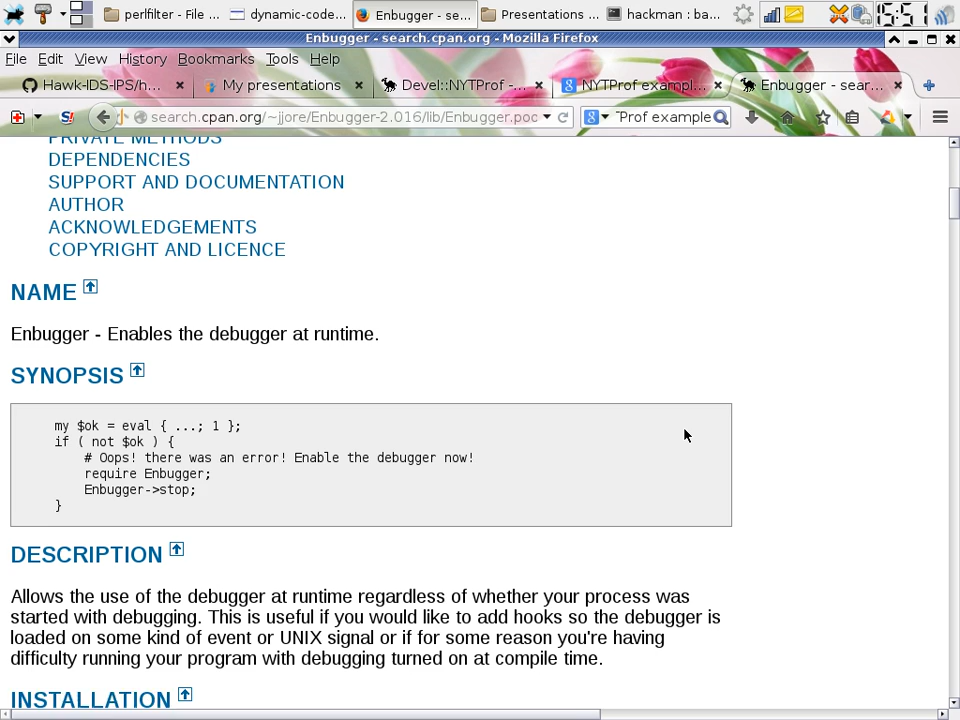 perlfilter - File ...
dynamic-code...
Enbugger - se...
Presentations ...
hackman : ba...
15:51
Enbugger - search.cpan.org - Mozilla Firefox
File Edit View History Bookmarks Tools Help
Hawk-IDS-IPS/h...
My presentations
Devel::NYTProf -...
NYTProf exampl...
Enbugger - sear...
search.cpan.org/~jjore/Enbugger-2.016/lib/Enbugger.poc
Prof example
PRIVATE METHODS
DEPENDENCIES
SUPPORT AND DOCUMENTATION
AUTHOR
ACKNOWLEDGEMENTS
COPYRIGHT AND LICENCE
NAME
Enbugger - Enables the debugger at runtime.
SYNOPSIS
my $ok = eval { ...; 1 };
if ( not $ok ) {
# Oops! there was an error! Enable the debugger now!
require Enbugger;
Enbugger->stop;
}
DESCRIPTION
Allows the use of the debugger at runtime regardless of whether your process was
started with debugging. This is useful if you would like to add hooks so the debugger is
loaded on some kind of event or UNIX signal or if for some reason you're having
difficulty running your program with debugging turned on at compile time.
INSTALLATION